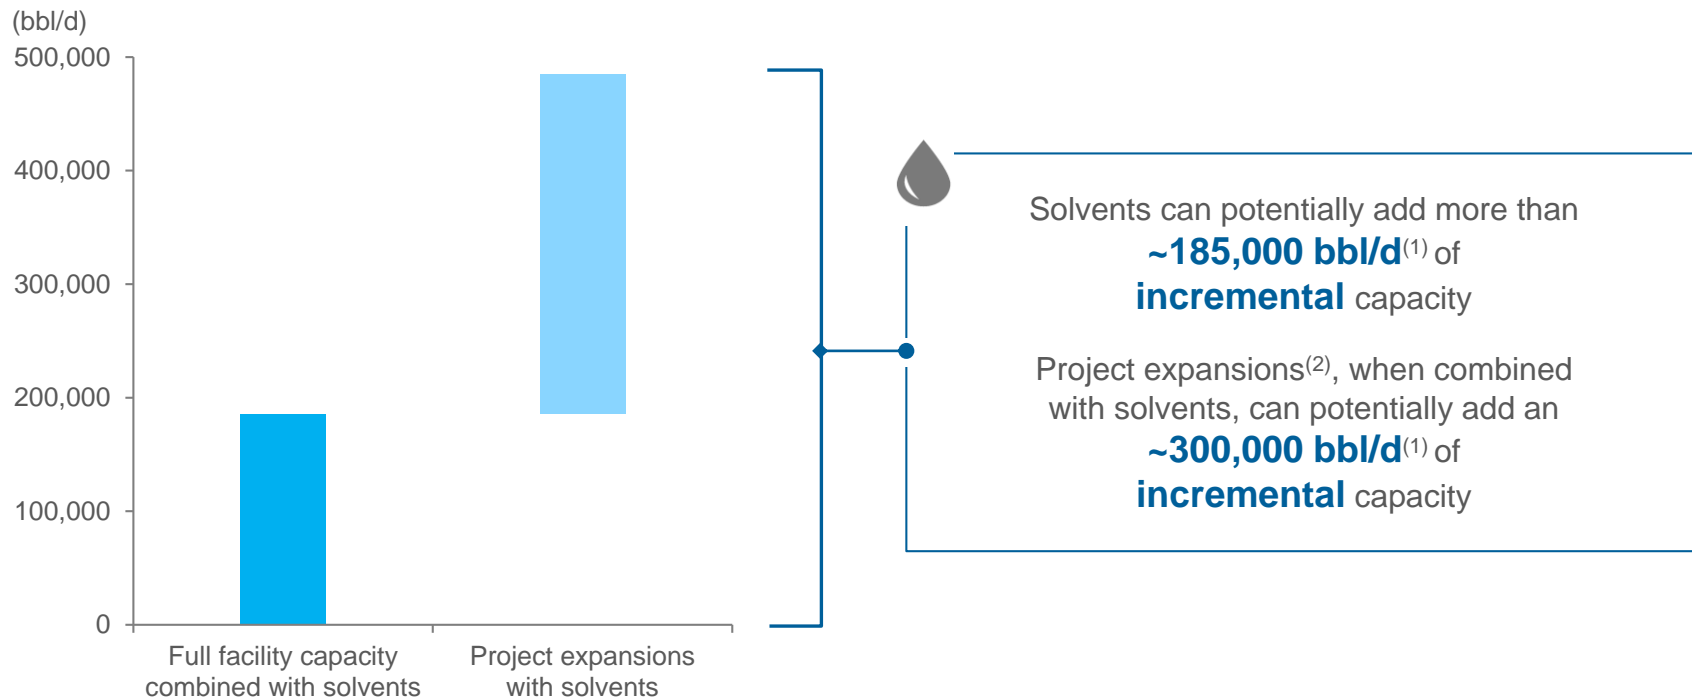 (bbl/d)
500,000
400,000
300,000
200,000
100,000
0
Full facility capacity
combined with solvents
Project expansions
with solvents
Solvents can potentially add more than
~185,000 bbl/d(1) of
incremental capacity
Project expansions(2), when combined
with solvents, can potentially add an
~300,000 bbl/d(1) of
incremental capacity